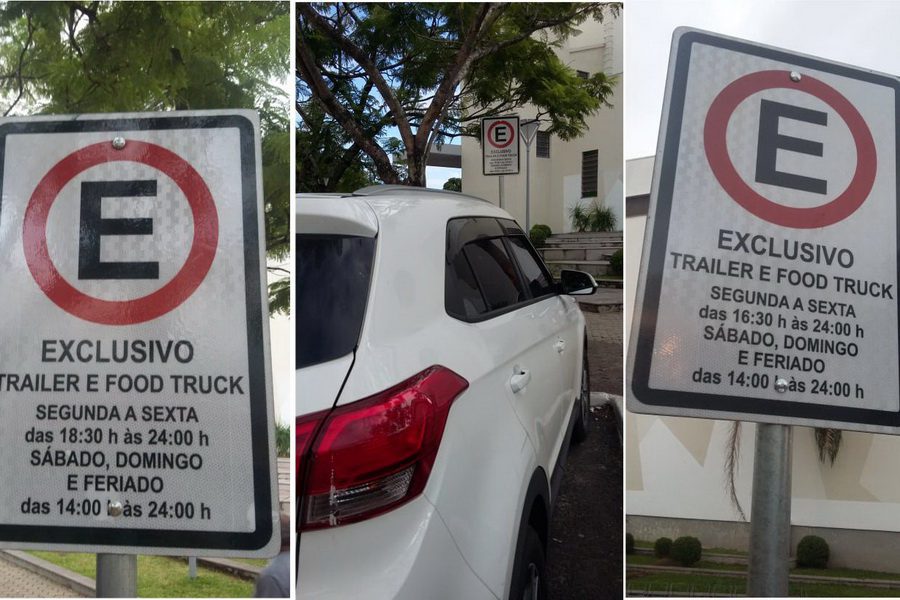 E
EXCLUSIVO
TRAILER E FOOD TRUCK
SEGUNDA A SEXTA
das 18:30 h às 24:00 h
SÁBADO, DOMINGO
E FERIADO
das 14:00 h às 24:00 h
E
EXCLUSIVO
E
EXCLUSIVO
TRAILER E FOOD TRUCK
SEGUNDA A SEXTA
das 16:30 h às 24:00 h
SÁBADO, DOMINGO
E FERIADO
das 14:00 h às 24:00 h